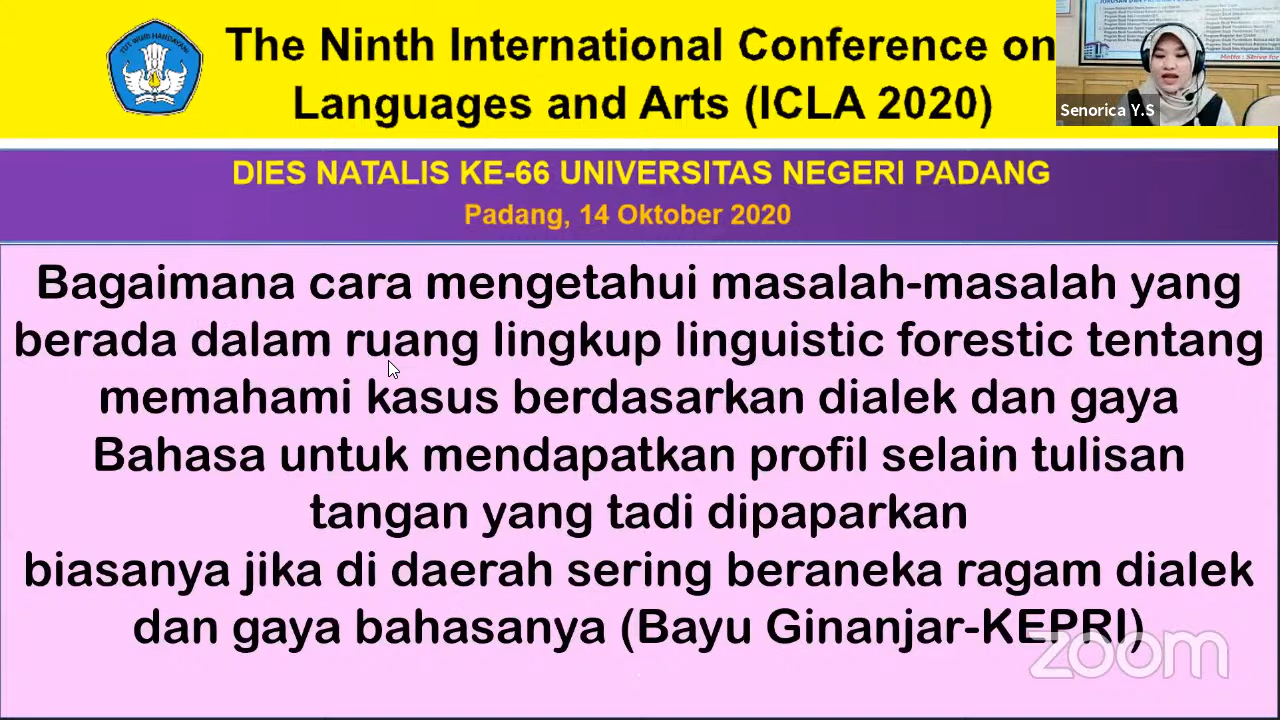 The Ninth International Conference on
Languages and Arts (ICLA 2020)
TUT WURI HANDAYANI
Senorica Y.S
DIES NATALIS KE-66 UNIVERSITAS NEGERI PADANG
Padang, 14 Oktober 2020
Bagaimana cara mengetahui masalah-masalah yang
berada dalam ruang lingkup linguistic forestic tentang
memahami kasus berdasarkan dialek dan gaya
Bahasa untuk mendapatkan profil selain tulisan
tangan yang tadi dipaparkan
biasanya jika di daerah sering beraneka ragam dialek
dan gaya bahasanya (Bayu Ginanjar-KEPRI)
zoom